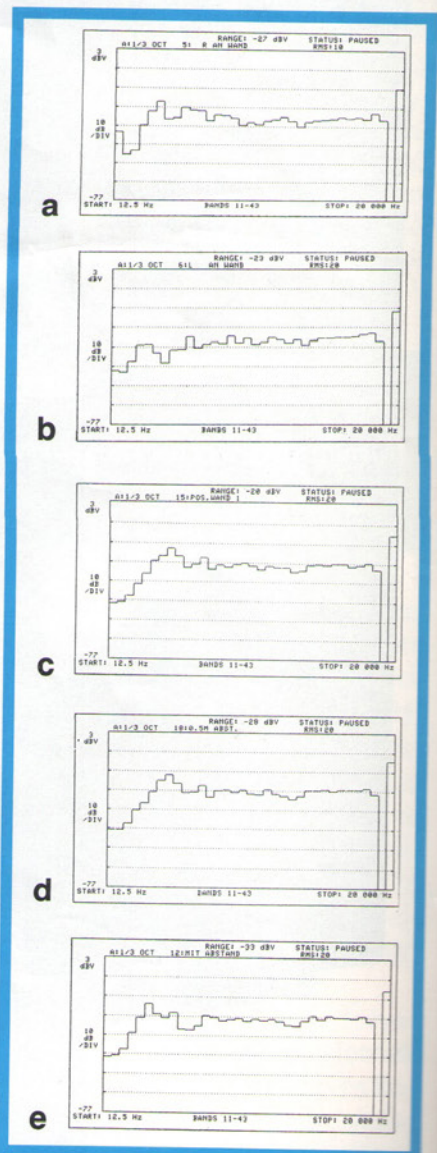 RANGE: -27 dBV STATUS: PAUSED
A:1/3 OCT 5: R AN WAND RMS:10
3
dBV
10
dB
/DIV
-77
START: 12.5 Hz BANDS 11-43 STOP: 20 000 Hz
a
RANGE: -23 dBV STATUS: PAUSED
A:1/3 OCT 6:L AN WAND RMS:20
3
dBV
10
dB
/DIV
-77
START: 12.5 Hz BANDS 11-43 STOP: 20 000 Hz
b
RANGE: -20 dBV STATUS: PAUSED
A:1/3 OCT 15:POS.WAND 1 RMS:20
3
dBV
10
dB
/DIV
-77
START: 12.5 Hz BANDS 11-43 STOP: 20 000 Hz
c
RANGE: -28 dBV STATUS: PAUSED
A:1/3 OCT 18:0.5M ABST. RMS:20
3
dBV
10
dB
/DIV
-77
START: 12.5 Hz BANDS 11-43 STOP: 20 000 Hz
d
RANGE: -33 dBV STATUS: PAUSED
A:1/3 OCT 12:MIT ABSTAND RMS:20
3
dBV
10
dB
/DIV
-77
START: 12.5 Hz BANDS 11-43 STOP: 20 000 Hz
e